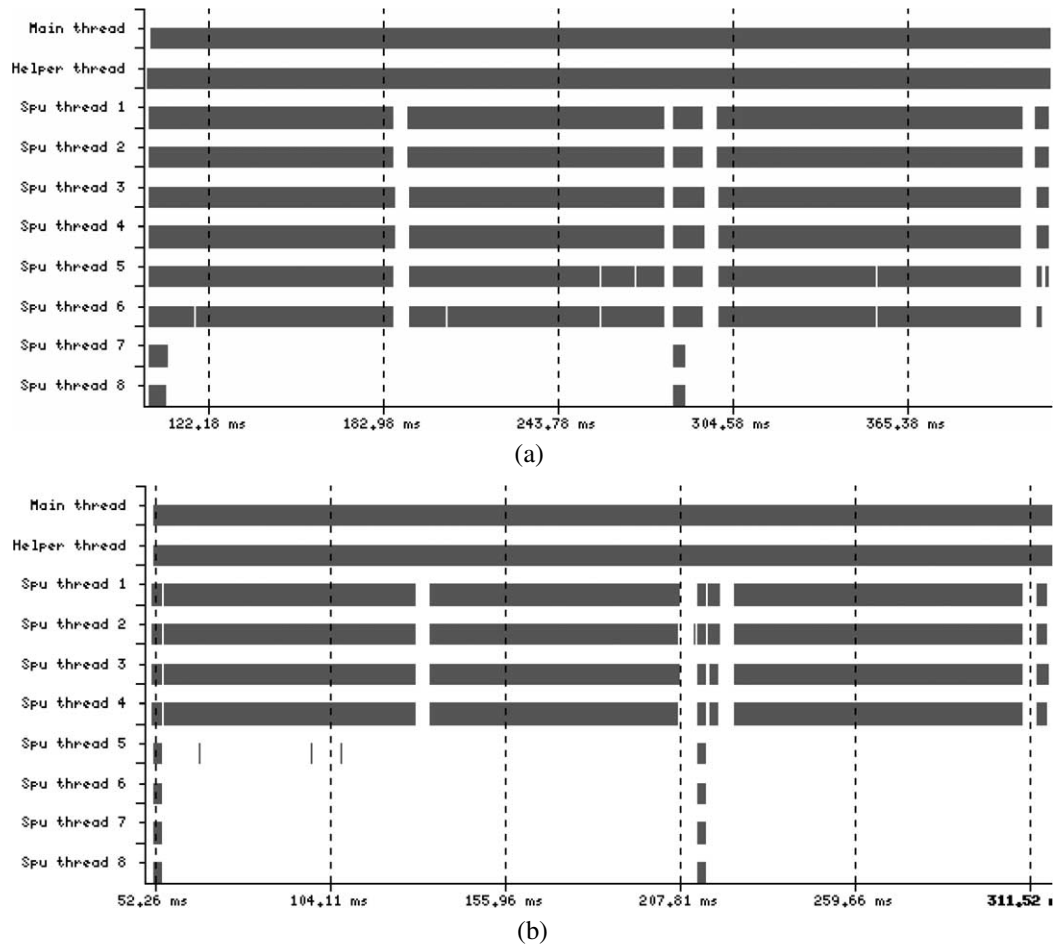 Main thread
Helper thread
Spu thread 1
Spu thread 2
Spu thread 3
Spu thread 4
Spu thread 5
Spu thread 6
Spu thread 7
Spu thread 8
122.18 ms 182.98 ms 243.78 ms 304.58 ms 365.38 ms
(a)
Main thread
Helper thread
Spu thread 1
Spu thread 2
Spu thread 3
Spu thread 4
Spu thread 5
Spu thread 6
Spu thread 7
Spu thread 8
52.26 ms 104.11 ms 155.96 ms 207.81 ms 259.66 ms 311.52
(b)